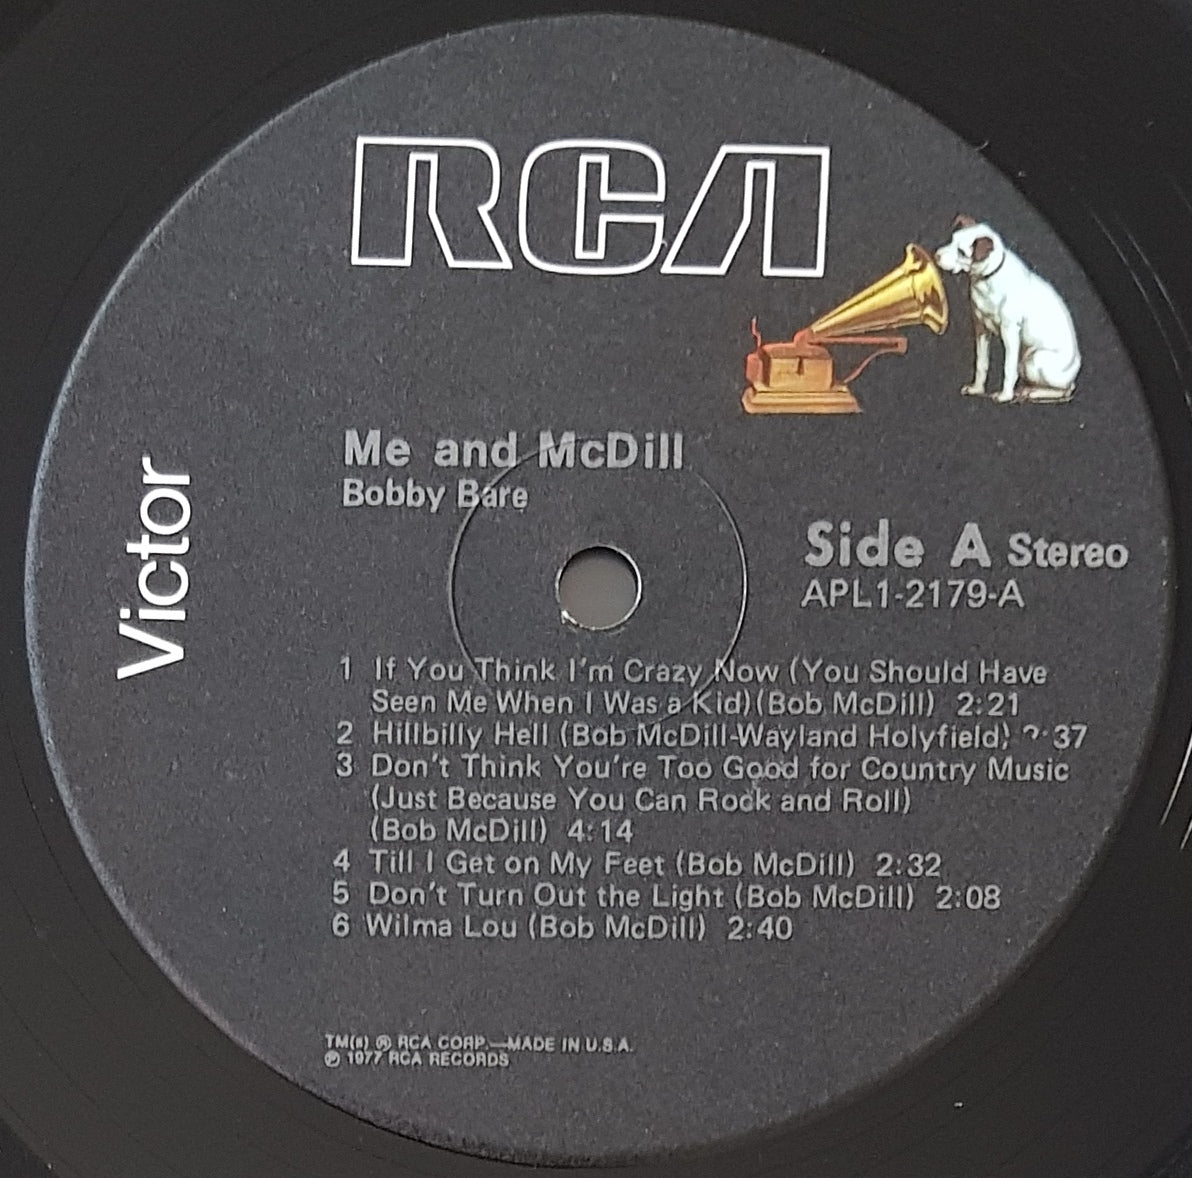 RCA
Victor
Me and McDill
Bobby Bare
Side A Stereo
APL1-2179-A
1 If You Think I'm Crazy Now (You Should Have
Seen Me When I Was a Kid)(Bob McDill) 2:21
2 Hillbilly Hell (Bob McDill-Wayland Holyfield)
3 Don't Think You're Too Good for Country Music
(Just Because You Can Rock and Roll)
(Bob McDill) 4:14
4 Till I Get on My Feet (Bob McDill) 2:32
5 Don't Turn Out the Light (Bob McDill) 2:08
6 Wilma Lou (Bob McDill) 2:40
TM(s) ® RCA CORP.—MADE IN U.S.A.
℗ 1977 RCA RECORDS